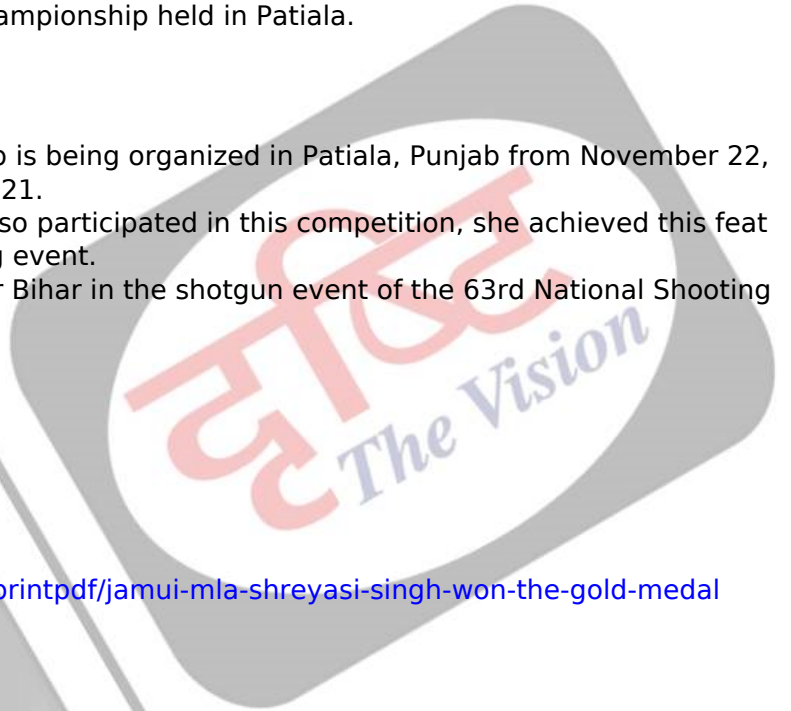 ampionship held in Patiala.
is being organized in Patiala, Punjab from November 22,
21.
so participated in this competition, she achieved this feat
event.
Bihar in the shotgun event of the 63rd National Shooting
दृष्टि
The Vision
printpdf/jamui-mla-shreyasi-singh-won-the-gold-medal